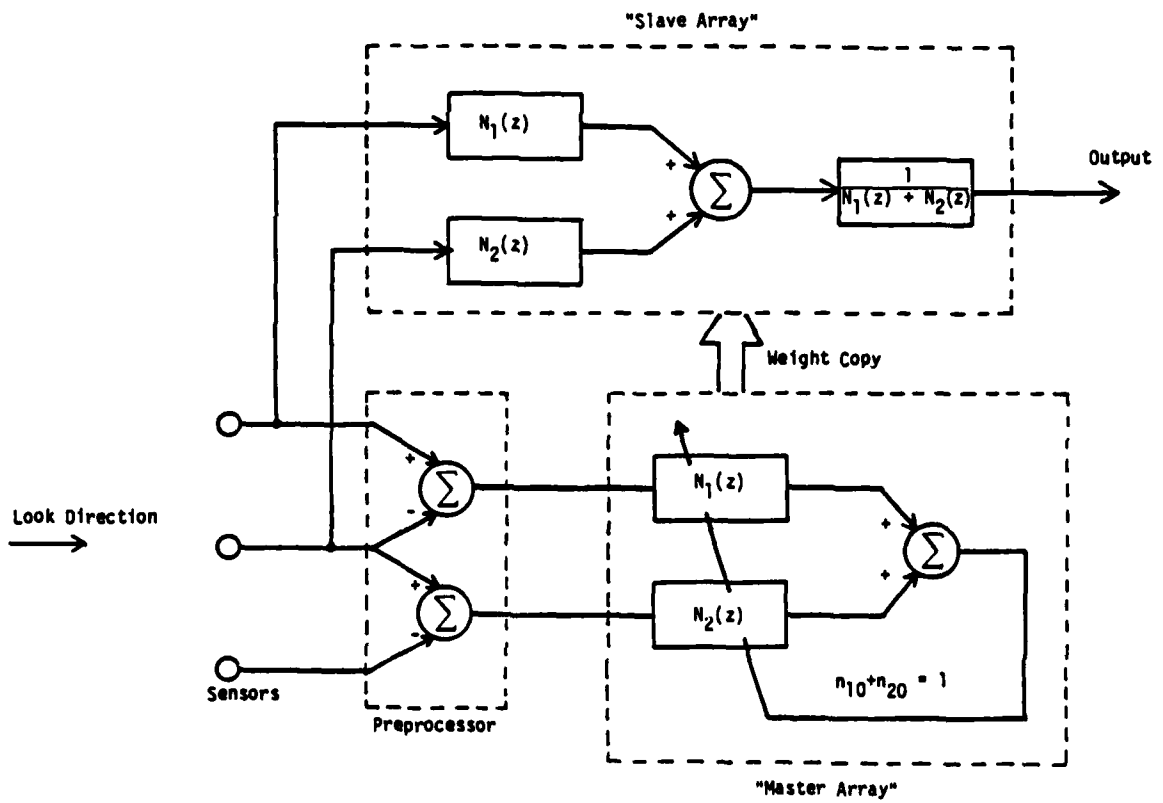 "Slave Array"
N1(z)
Output
Σ
1
N1(z) + N2(z)
+
+
N2(z)
Weight Copy
+
Σ
-
N1(z)
Look Direction
+
Σ
+
Σ
-
+
N2(z)
n10+n20 = 1
Sensors
Preprocessor
"Master Array"